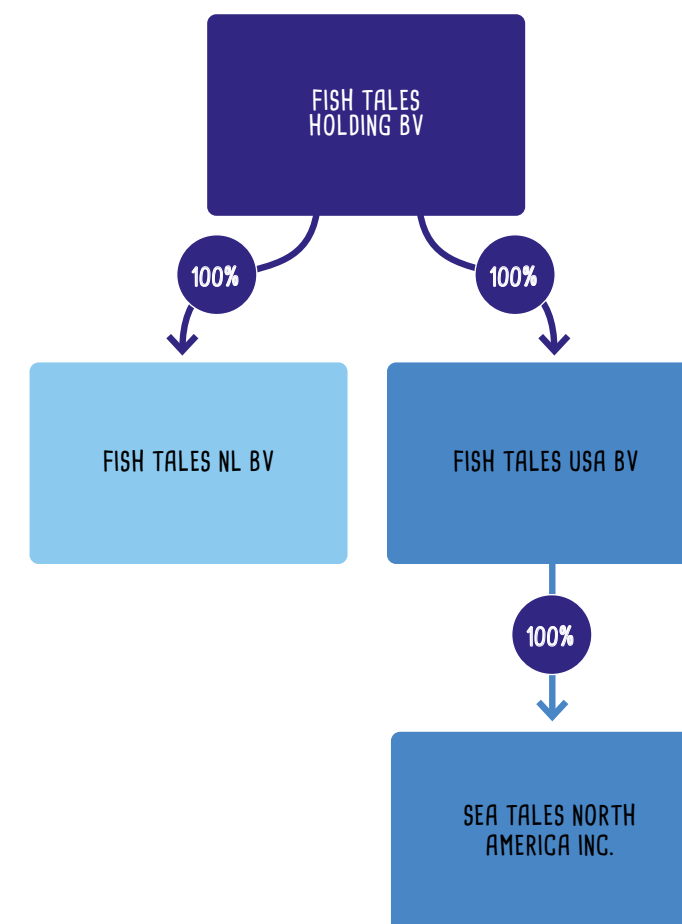 FISH TALES
HOLDING BV
100%
100%
FISH TALES NL BV
FISH TALES USA BV
100%
SEA TALES NORTH
AMERICA INC.